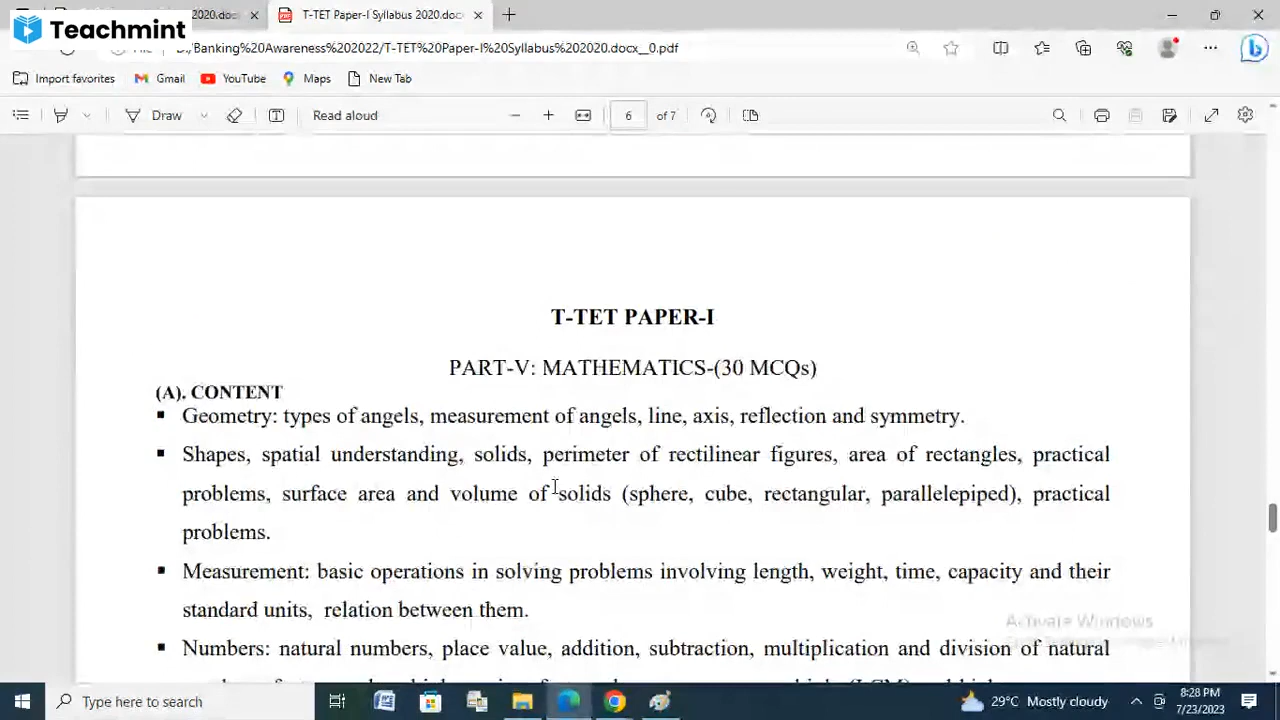 Teachmint
2020.doc
T-TET Paper-I Syllabus 2020.docx
D:/Banking%20Awareness%202022/T-TET%20Paper-I%20Syllabus%202020.docx__0.pdf
Import favorites
Gmail
YouTube
Maps
New Tab
Draw
Read aloud
6
of 7
T-TET PAPER-I
PART-V: MATHEMATICS-(30 MCQs)
(A). CONTENT
▪ Geometry: types of angels, measurement of angels, line, axis, reflection and symmetry.
▪ Shapes, spatial understanding, solids, perimeter of rectilinear figures, area of rectangles, practical
problems, surface area and volume of solids (sphere, cube, rectangular, parallelepiped), practical
problems.
▪ Measurement: basic operations in solving problems involving length, weight, time, capacity and their
standard units, relation between them.
▪ Numbers: natural numbers, place value, addition, subtraction, multiplication and division of natural
Activate Windows
Type here to search
29°C Mostly cloudy
8:28 PM
7/23/2023